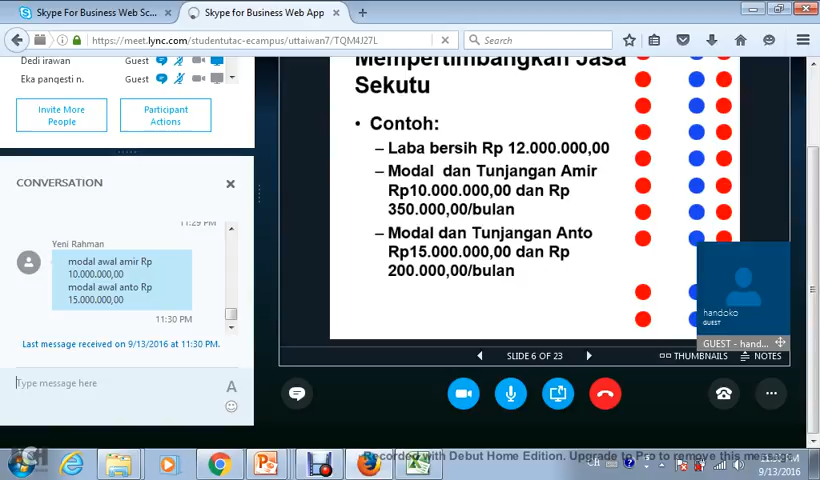 Skype For Business Web Sc...
Skype For Business Web App
https://meet.lync.com/studentutac-ecampus/uttaiwan7/TQM4J27L
Search
Dedi irawan
Guest
Eka pangesti n.
Guest
Invite More
People
Participant
Actions
CONVERSATION
11:29 PM
Yeni Rahman
modal awal amir Rp
10.000.000,00
modal awal anto Rp
15.000.000,00
11:30 PM
Last message received on 9/13/2016 at 11:30 PM.
Type message here
A
Mempertimbangkan Jasa
Sekutu
• Contoh:
– Laba bersih Rp 12.000.000,00
– Modal dan Tunjangan Amir
Rp10.000.000,00 dan Rp
350.000,00/bulan
– Modal dan Tunjangan Anto
Rp15.000.000,00 dan Rp
200.000,00/bulan
handoko
GUEST
GUEST - hand...
SLIDE 6 OF 23
THUMBNAILS
NOTES
Recorded with Debut Home Edition. Upgrade to Pro to remove this message
CH
9/13/2016